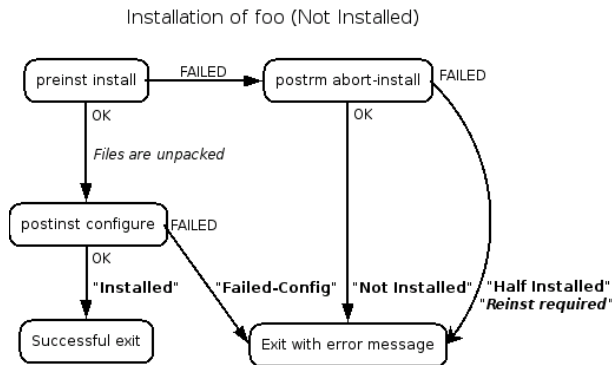 Installation of foo (Not Installed)
preinst install
FAILED
postrm abort-install
FAILED
OK
OK
Files are unpacked
postinst configure
FAILED
OK
"Installed"
"Failed-Config"
"Not Installed"
"Half Installed"
"Reinst required"
Successful exit
Exit with error message